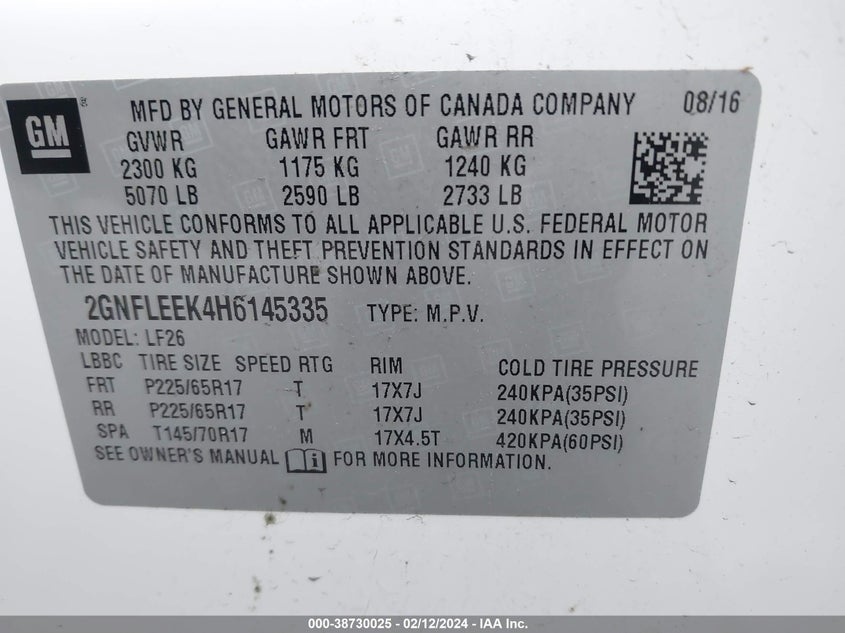 GM
MFD BY GENERAL MOTORS OF CANADA COMPANY 08/16
GVWR GAWR FRT GAWR RR
2300 KG 1175 KG 1240 KG
5070 LB 2590 LB 2733 LB
THIS VEHICLE CONFORMS TO ALL APPLICABLE U.S. FEDERAL MOTOR
VEHICLE SAFETY AND THEFT PREVENTION STANDARDS IN EFFECT ON
THE DATE OF MANUFACTURE SHOWN ABOVE.
2GNFLEEK4H6145335 TYPE: M.P.V.
MODEL: LF26
LBBC TIRE SIZE SPEED RTG RIM COLD TIRE PRESSURE
FRT P225/65R17 T 17X7J 240KPA(35PSI)
RR P225/65R17 T 17X7J 240KPA(35PSI)
SPA T145/70R17 M 17X4.5T 420KPA(60PSI)
SEE OWNER'S MANUAL i FOR MORE INFORMATION.
000-38730025 - 02/12/2024 - IAA Inc.